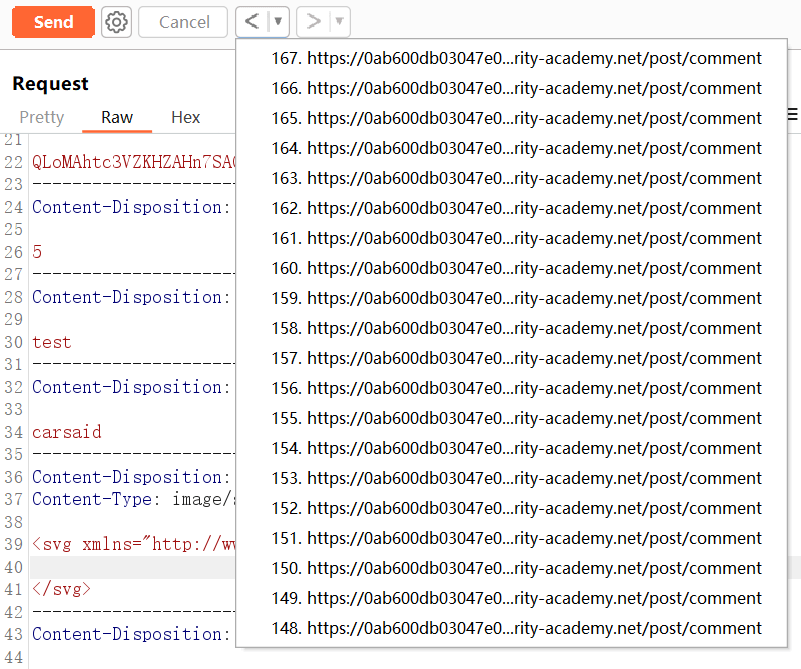 Send
Cancel
Request
Pretty Raw Hex
21
22 QLoMAhtc3VZKHZAHn7SA
23 --------------------
24 Content-Disposition:
25
26 5
27 --------------------
28 Content-Disposition:
29
30 test
31 --------------------
32 Content-Disposition:
33
34 carsaid
35 --------------------
36 Content-Disposition:
37 Content-Type: image/
38
39 <svg xmlns="http://w
40
41 </svg>
42 --------------------
43 Content-Disposition:
44
167. https://0ab600db03047e0...rity-academy.net/post/comment
166. https://0ab600db03047e0...rity-academy.net/post/comment
165. https://0ab600db03047e0...rity-academy.net/post/comment
164. https://0ab600db03047e0...rity-academy.net/post/comment
163. https://0ab600db03047e0...rity-academy.net/post/comment
162. https://0ab600db03047e0...rity-academy.net/post/comment
161. https://0ab600db03047e0...rity-academy.net/post/comment
160. https://0ab600db03047e0...rity-academy.net/post/comment
159. https://0ab600db03047e0...rity-academy.net/post/comment
158. https://0ab600db03047e0...rity-academy.net/post/comment
157. https://0ab600db03047e0...rity-academy.net/post/comment
156. https://0ab600db03047e0...rity-academy.net/post/comment
155. https://0ab600db03047e0...rity-academy.net/post/comment
154. https://0ab600db03047e0...rity-academy.net/post/comment
153. https://0ab600db03047e0...rity-academy.net/post/comment
152. https://0ab600db03047e0...rity-academy.net/post/comment
151. https://0ab600db03047e0...rity-academy.net/post/comment
150. https://0ab600db03047e0...rity-academy.net/post/comment
149. https://0ab600db03047e0...rity-academy.net/post/comment
148. https://0ab600db03047e0...rity-academy.net/post/comment